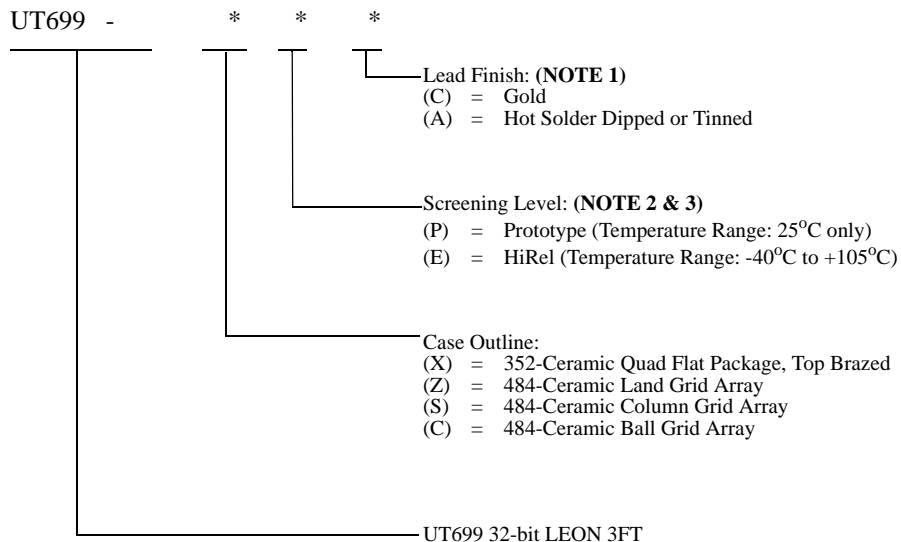 UT699 - * * *
Lead Finish: (NOTE 1)
(C) = Gold
(A) = Hot Solder Dipped or Tinned
Screening Level: (NOTE 2 & 3)
(P) = Prototype (Temperature Range: 25°C only)
(E) = HiRel (Temperature Range: -40°C to +105°C)
Case Outline:
(X) = 352-Ceramic Quad Flat Package, Top Brazed
(Z) = 484-Ceramic Land Grid Array
(S) = 484-Ceramic Column Grid Array
(C) = 484-Ceramic Ball Grid Array
UT699 32-bit LEON 3FT